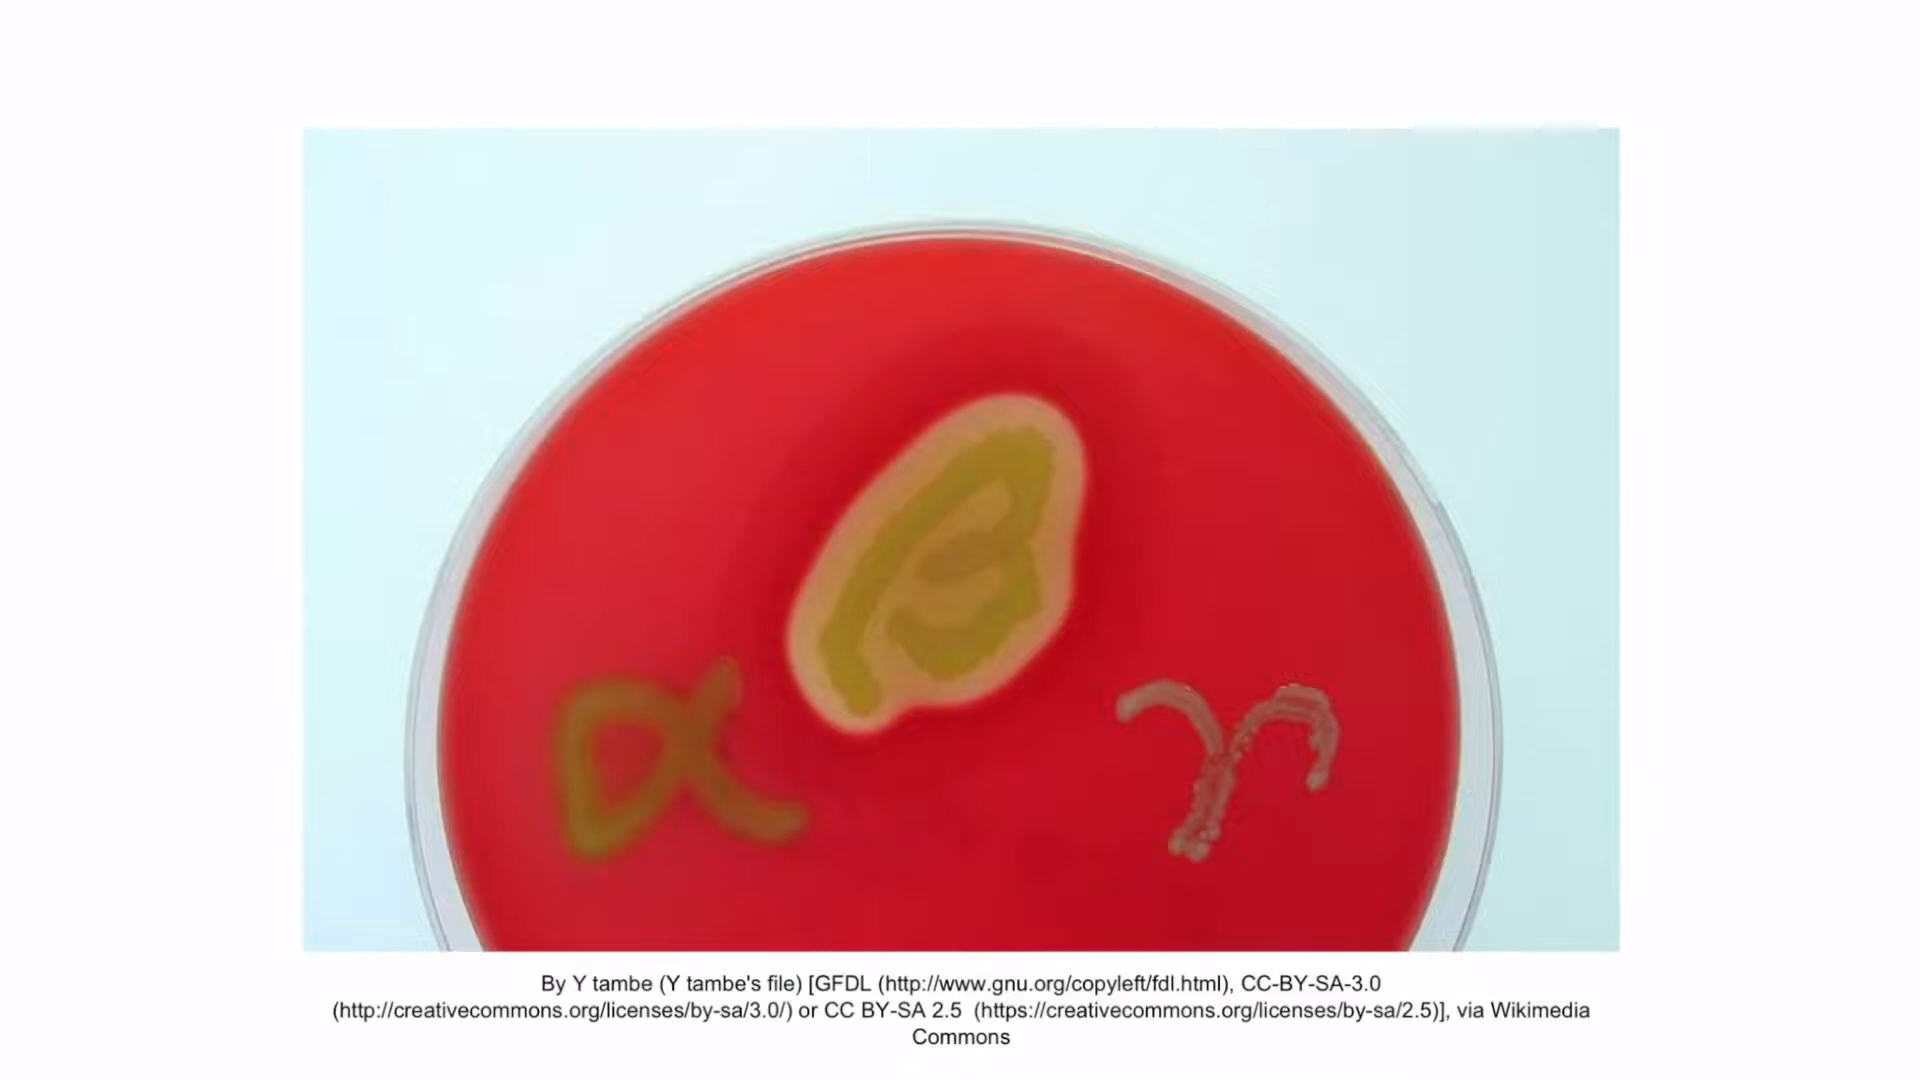 β
α
γ
By Y tambe (Y tambe's file) [GFDL (http://www.gnu.org/copyleft/fdl.html), CC-BY-SA-3.0
(http://creativecommons.org/licenses/by-sa/3.0/) or CC BY-SA 2.5 (https://creativecommons.org/licenses/by-sa/2.5)], via Wikimedia
Commons